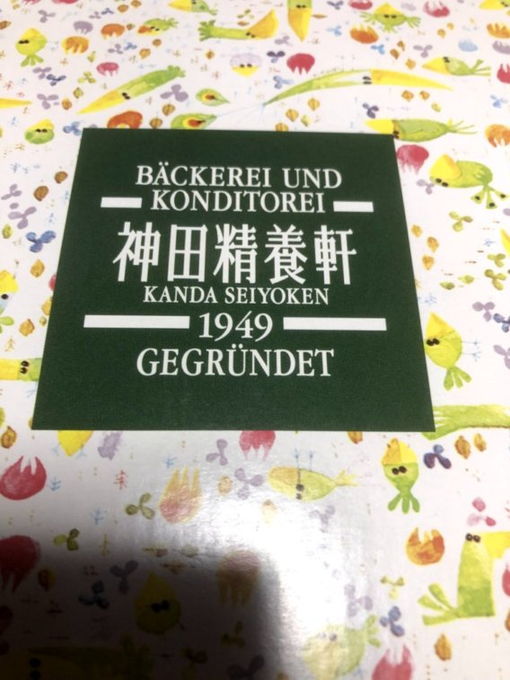 BÄCKEREI UND
KONDITOREI
神田精養軒
KANDA SEIYOKEN
1949
GEGRÜNDET